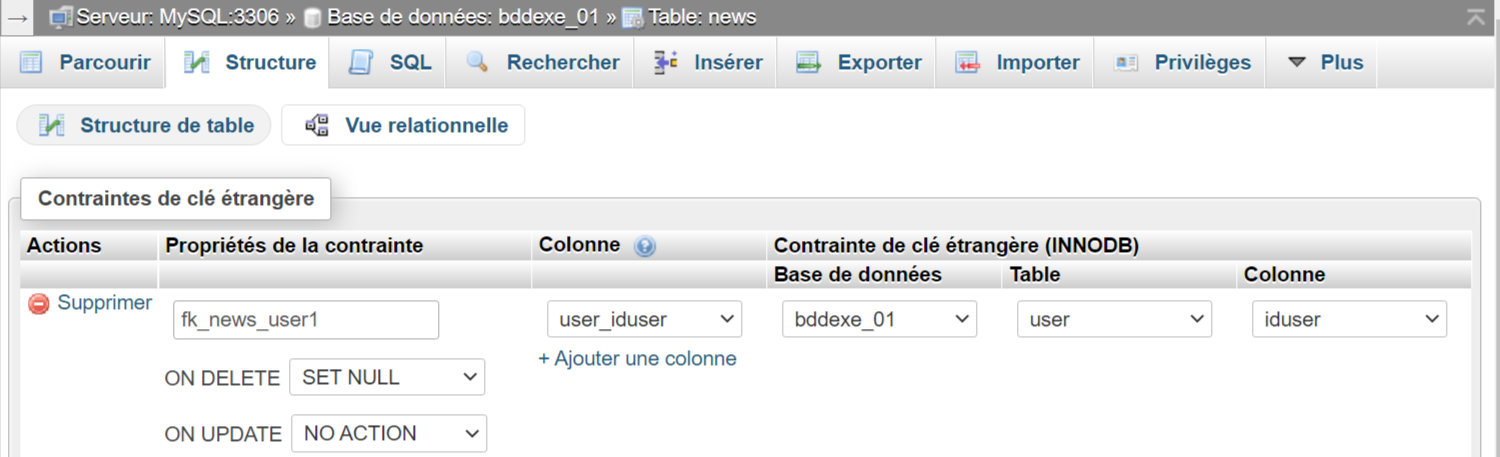 Serveur: MySQL:3306 » Base de données: bddexe_01 » Table: news
Parcourir Structure SQL Rechercher Insérer Exporter Importer Privilèges Plus
Structure de table Vue relationnelle
Contraintes de clé étrangère
Actions Propriétés de la contrainte Colonne Contrainte de clé étrangère (INNODB)
Base de données Table Colonne
Supprimer fk_news_user1 user_iduser bddexe_01 user iduser
+ Ajouter une colonne
ON DELETE SET NULL
ON UPDATE NO ACTION